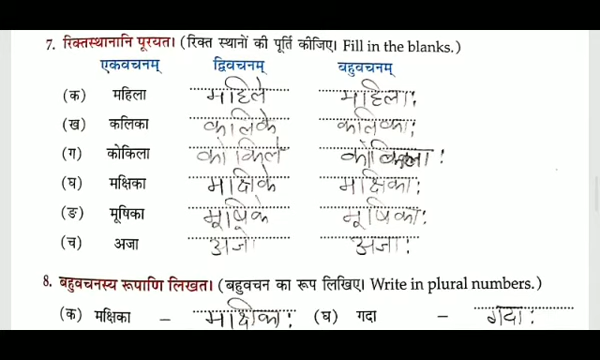 7. रिक्तस्थानानि पूरयत। (रिक्त स्थानों की पूर्ति कीजिए। Fill in the blanks.)
एकवचनम् द्विवचनम् बहुवचनम्
(क) महिला महिले महिलाः
(ख) कलिका कलिके कलिकाः
(ग) कोकिला कोकिले कोकिलाः
(घ) मक्षिका मक्षिके मक्षिकाः
(ङ) मूषिका मूषिके मूषिकाः
(च) अजा अजे अजाः
8. बहुवचनस्य रूपाणि लिखत। (बहुवचन का रूप लिखिए। Write in plural numbers.)
(क) मक्षिका – मक्षिकाः (घ) गदा – गदाः